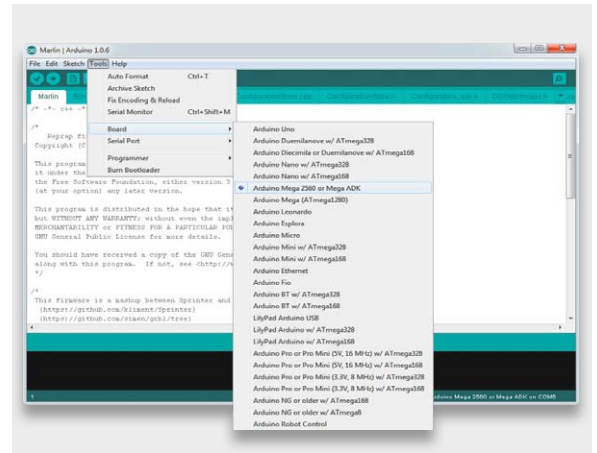 Marlin | Arduino 1.0.6
File Edit Sketch Tools Help
Auto Format Ctrl+T
Archive Sketch
Fix Encoding & Reload
Serial Monitor Ctrl+Shift+M
Board
Serial Port
Programmer
Burn Bootloader
Marlin
/* -*- c++ -*-
/*
Reprap fi
Copyright (C
This program
it under the
the Free Software Foundation, either version 3
(at your option) any later version.
This program is distributed in the hope that it
but WITHOUT ANY WARRANTY; without even the impl
MERCHANTABILITY or FITNESS FOR A PARTICULAR PUR
GNU General Public License for more details.
You should have received a copy of the GNU Gene
along with this program. If not, see <http://w
*/
/*
This firmware is a mashup between Sprinter and
(https://github.com/kliment/Sprinter)
(https://github.com/simen/grbl/tree)
Arduino Uno
Arduino Duemilanove w/ ATmega328
Arduino Diecimila or Duemilanove w/ ATmega168
Arduino Nano w/ ATmega328
Arduino Nano w/ ATmega168
Arduino Mega 2560 or Mega ADK
Arduino Mega (ATmega1280)
Arduino Leonardo
Arduino Esplora
Arduino Micro
Arduino Mini w/ ATmega328
Arduino Mini w/ ATmega168
Arduino Ethernet
Arduino Fio
Arduino BT w/ ATmega328
Arduino BT w/ ATmega168
LilyPad Arduino USB
LilyPad Arduino w/ ATmega328
LilyPad Arduino w/ ATmega168
Arduino Pro or Pro Mini (5V, 16 MHz) w/ ATmega328
Arduino Pro or Pro Mini (5V, 16 MHz) w/ ATmega168
Arduino Pro or Pro Mini (3.3V, 8 MHz) w/ ATmega328
Arduino Pro or Pro Mini (3.3V, 8 MHz) w/ ATmega168
Arduino NG or older w/ ATmega168
Arduino NG or older w/ ATmega8
Arduino Robot Control
1
Arduino Mega 2560 or Mega ADK on COM5